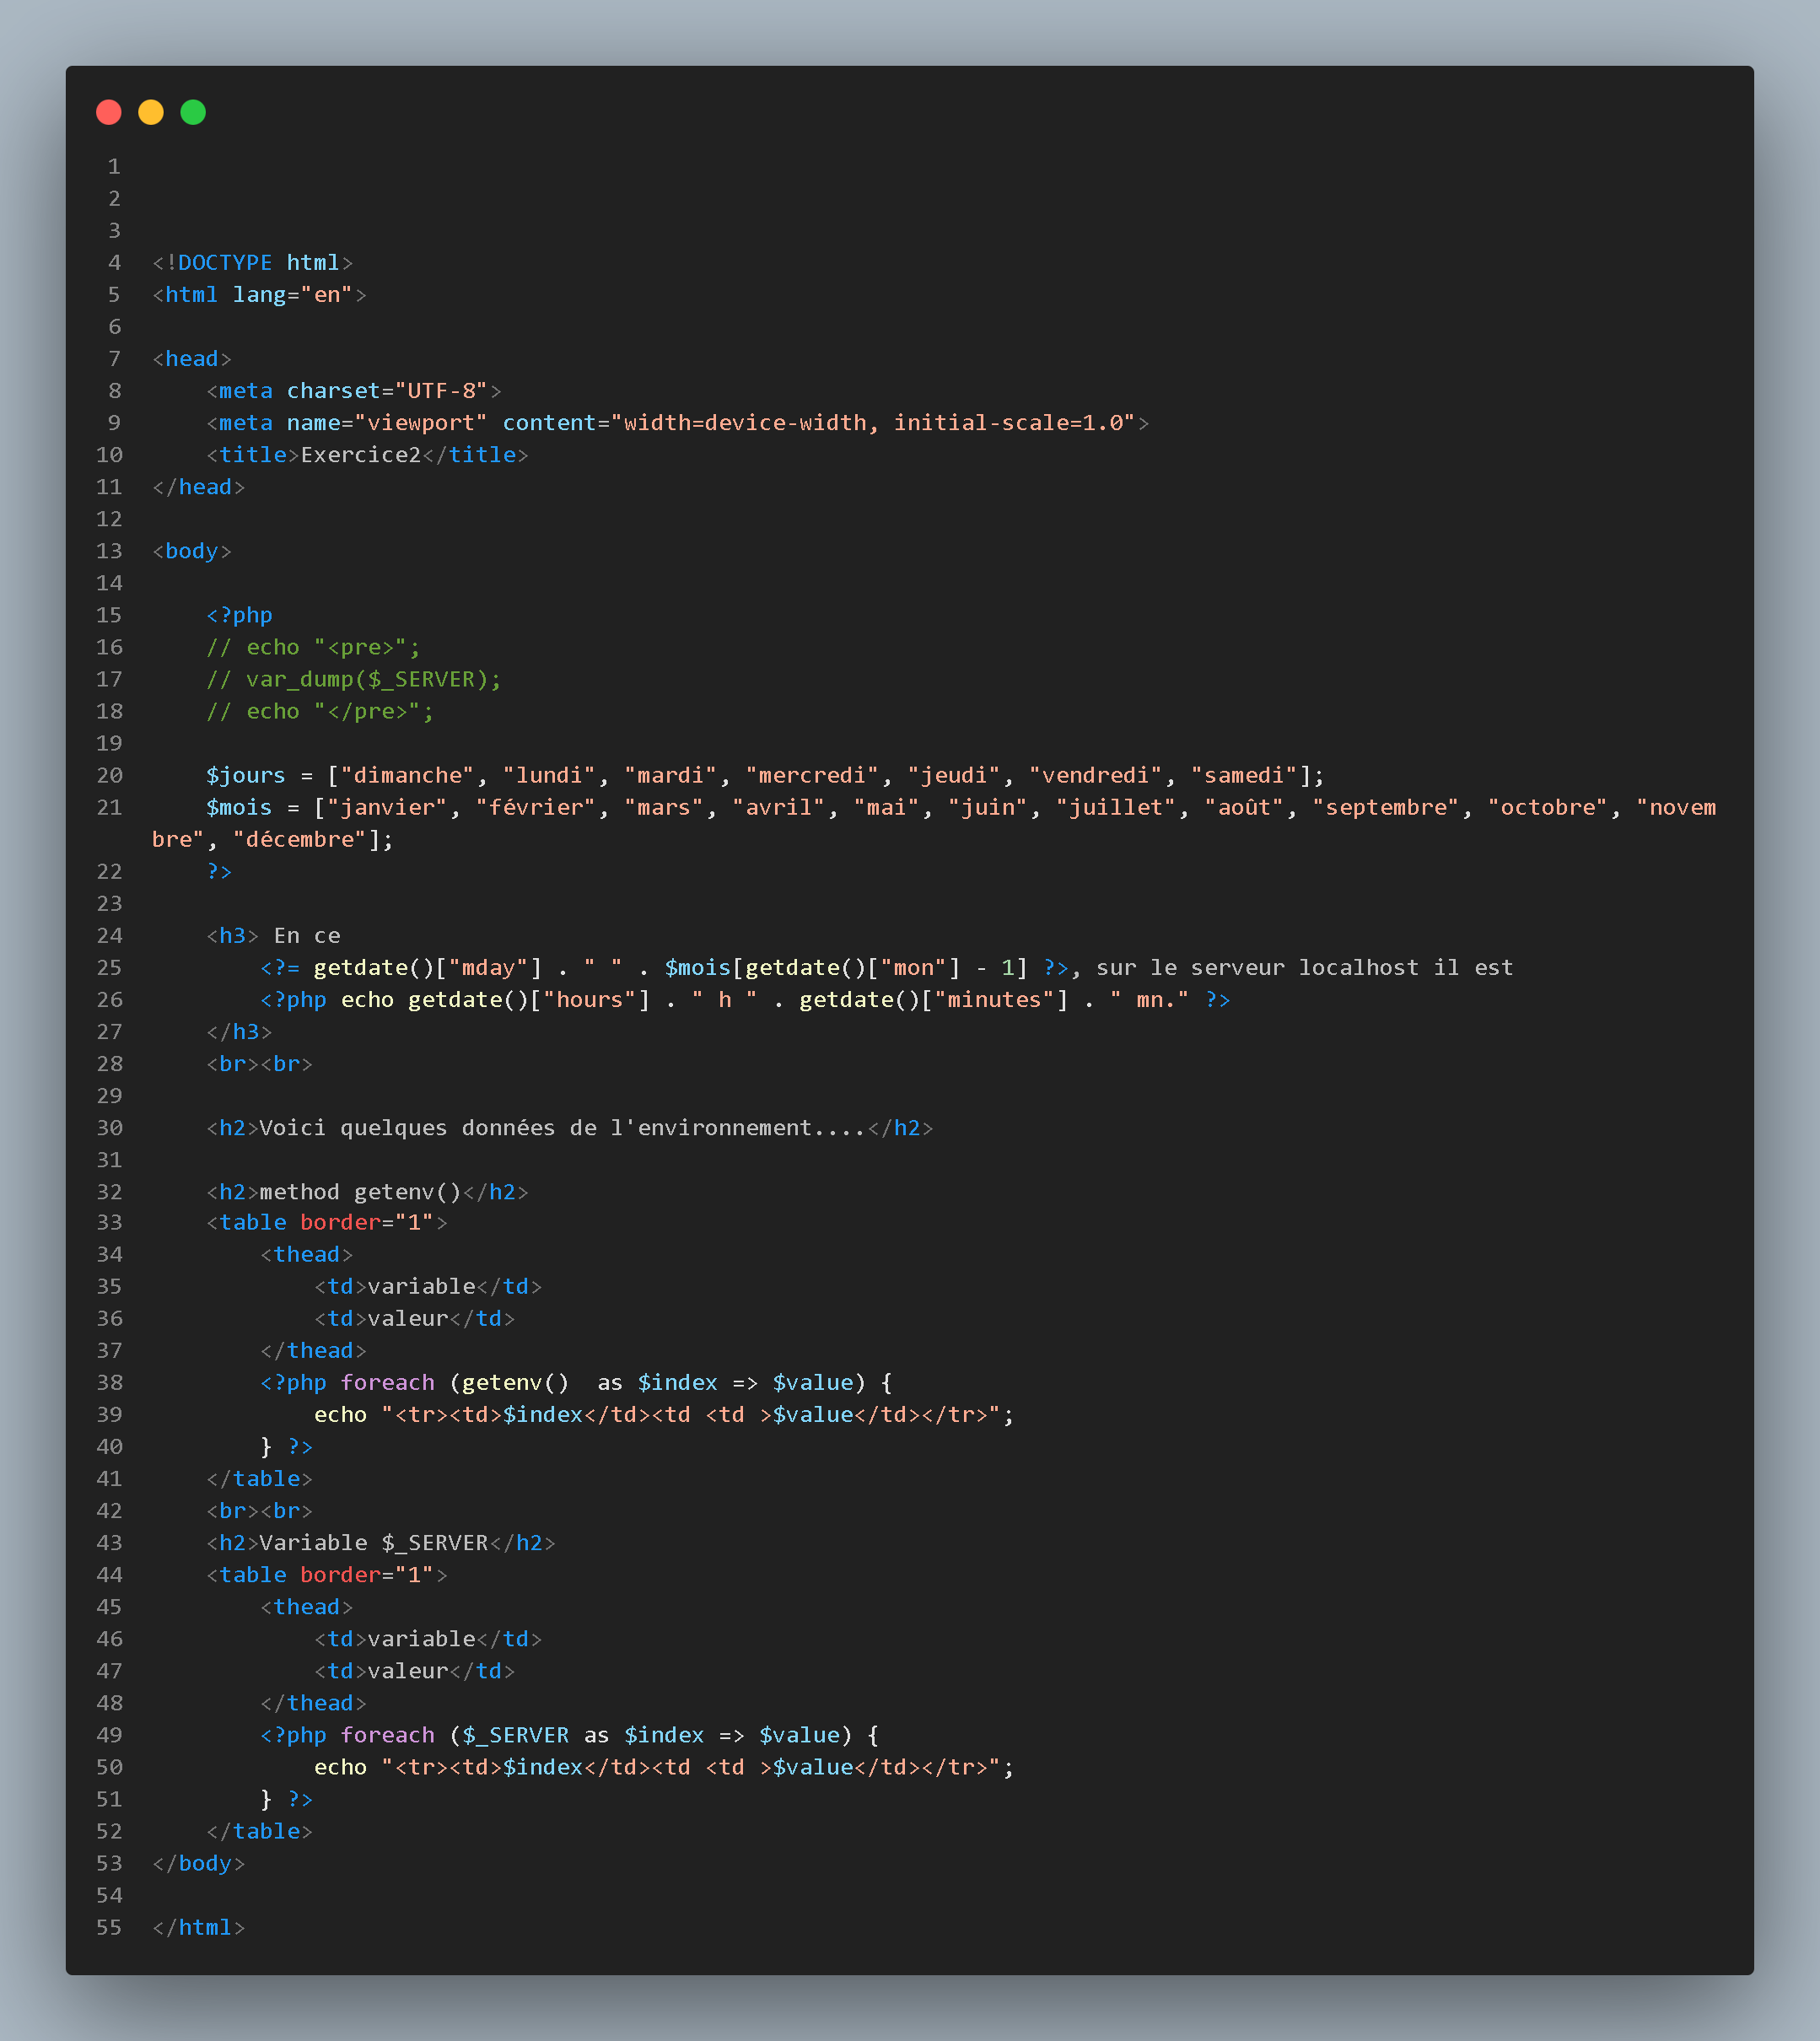 1
2
3
4 <!DOCTYPE html>
5 <html lang="en">
6
7 <head>
8     <meta charset="UTF-8">
9     <meta name="viewport" content="width=device-width, initial-scale=1.0">
10     <title>Exercice2</title>
11 </head>
12
13 <body>
14
15     <?php
16     // echo "<pre>";
17     // var_dump($_SERVER);
18     // echo "</pre>";
19
20     $jours = ["dimanche", "lundi", "mardi", "mercredi", "jeudi", "vendredi", "samedi"];
21     $mois = ["janvier", "février", "mars", "avril", "mai", "juin", "juillet", "août", "septembre", "octobre", "novem
bre", "décembre"];
22     ?>
23
24     <h3> En ce
25         <?= getdate()["mday"] . " " . $mois[getdate()["mon"] - 1] ?>, sur le serveur localhost il est
26         <?php echo getdate()["hours"] . " h " . getdate()["minutes"] . " mn." ?>
27     </h3>
28     <br><br>
29
30     <h2>Voici quelques données de l'environnement....</h2>
31
32     <h2>method getenv()</h2>
33     <table border="1">
34         <thead>
35             <td>variable</td>
36             <td>valeur</td>
37         </thead>
38         <?php foreach (getenv()  as $index => $value) {
39             echo "<tr><td>$index</td><td <td >$value</td></tr>";
40         } ?>
41     </table>
42     <br><br>
43     <h2>Variable $_SERVER</h2>
44     <table border="1">
45         <thead>
46             <td>variable</td>
47             <td>valeur</td>
48         </thead>
49         <?php foreach ($_SERVER as $index => $value) {
50             echo "<tr><td>$index</td><td <td >$value</td></tr>";
51         } ?>
52     </table>
53 </body>
54
55 </html>